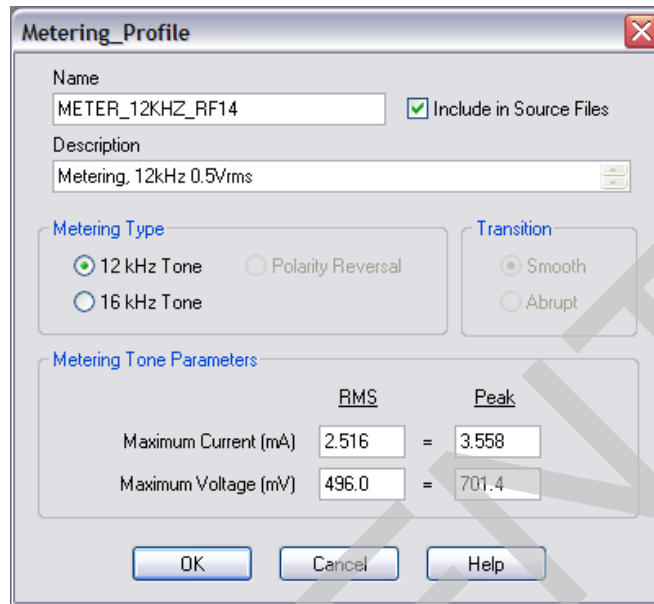 Metering_Profile
Name
METER_12KHZ_RF14
Include in Source Files
Description
Metering, 12kHz 0.5Vrms
Metering Type
12 kHz Tone
Polarity Reversal
16 kHz Tone
Transition
Smooth
Abrupt
Metering Tone Parameters
RMS Peak
Maximum Current (mA) 2.516 = 3.558
Maximum Voltage (mV) 496.0 = 701.4
OK Cancel Help